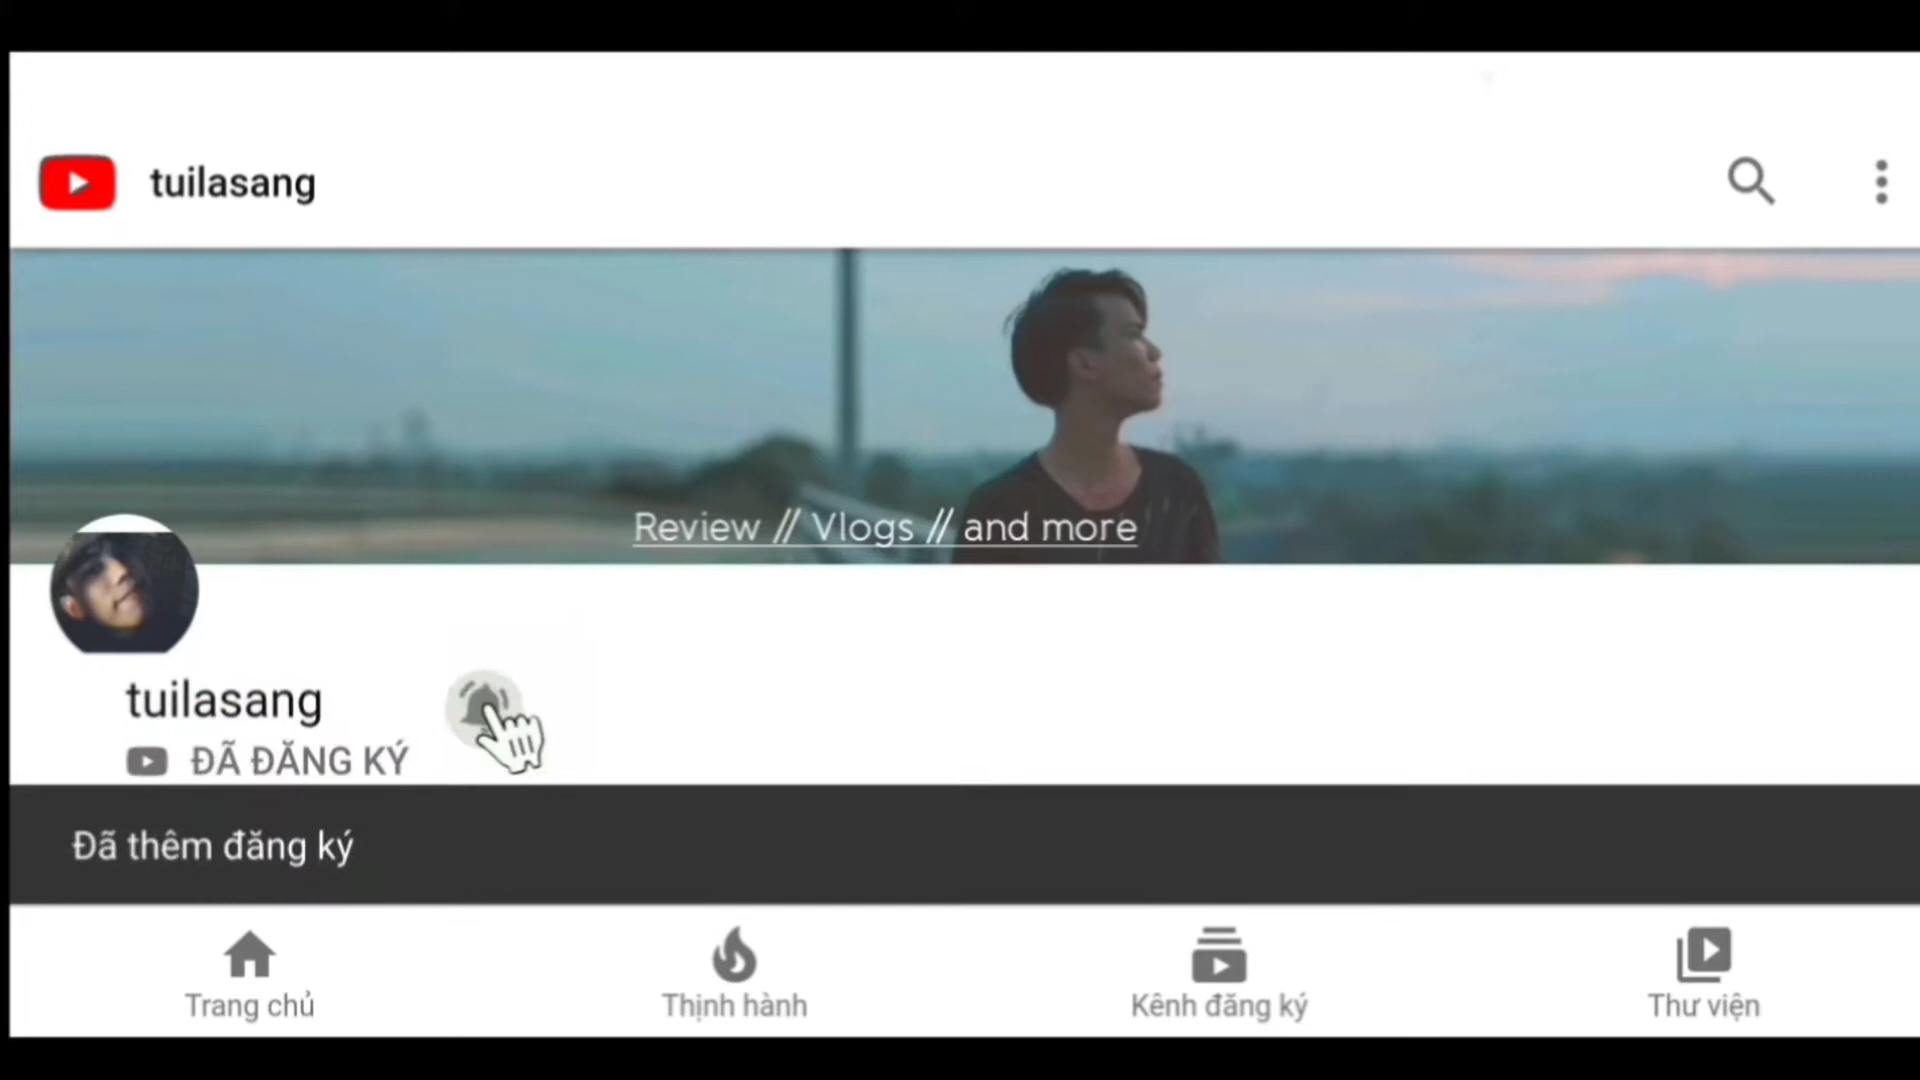 tuilasang
Review // Vlogs // and more
tuilasang
ĐÃ ĐĂNG KÝ
Đã thêm đăng ký
Trang chủ
Thịnh hành
Kênh đăng ký
Thư viện